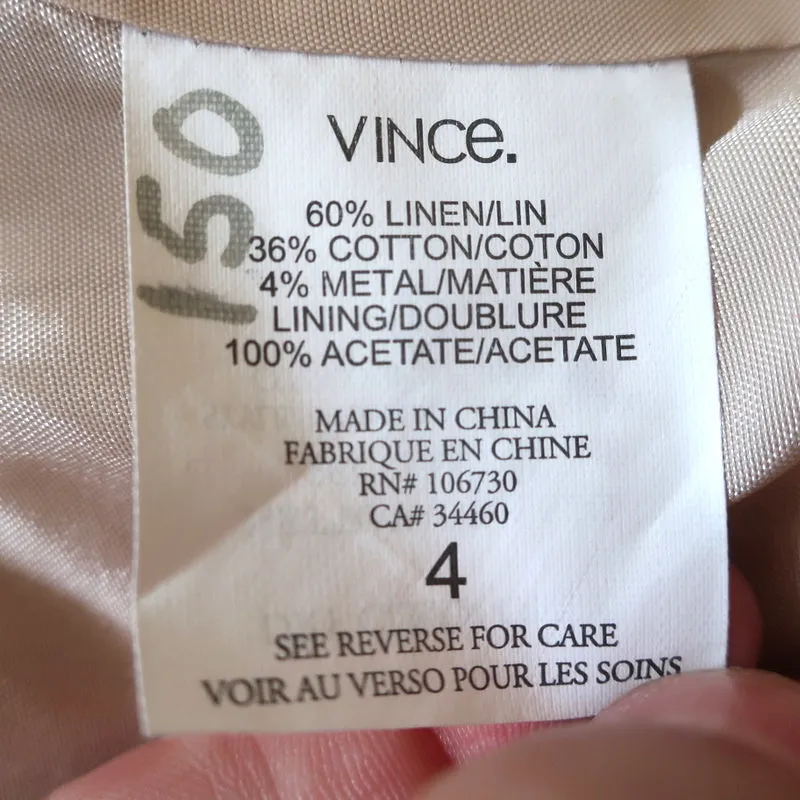 150
VINCE.
60% LINEN/LIN
36% COTTON/COTON
4% METAL/MATIÈRE
LINING/DOUBLURE
100% ACETATE/ACETATE
MADE IN CHINA
FABRIQUE EN CHINE
RN# 106730
CA# 34460
4
SEE REVERSE FOR CARE
VOIR AU VERSO POUR LES SOINS